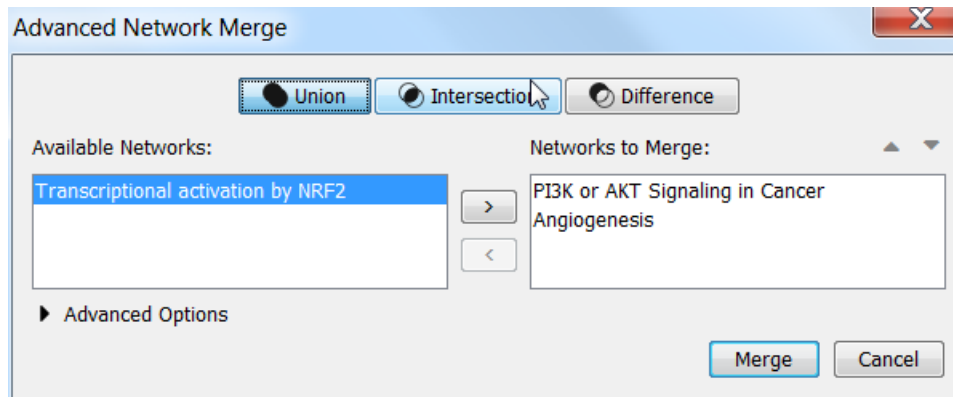 Advanced Network Merge
X
Union Intersection Difference
Available Networks: Networks to Merge:
Transcriptional activation by NRF2
>
<
PI3K or AKT Signaling in Cancer
Angiogenesis
Advanced Options
Merge Cancel